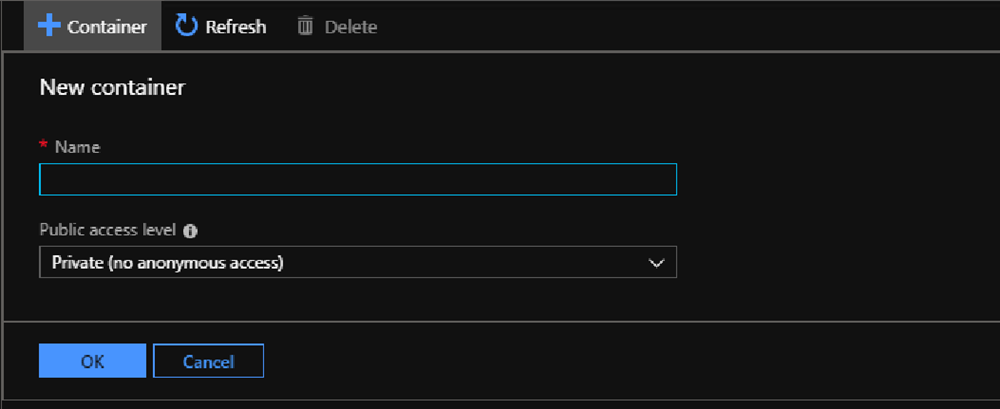 Container Refresh Delete
New container
* Name
Public access level
Private (no anonymous access)
OK Cancel